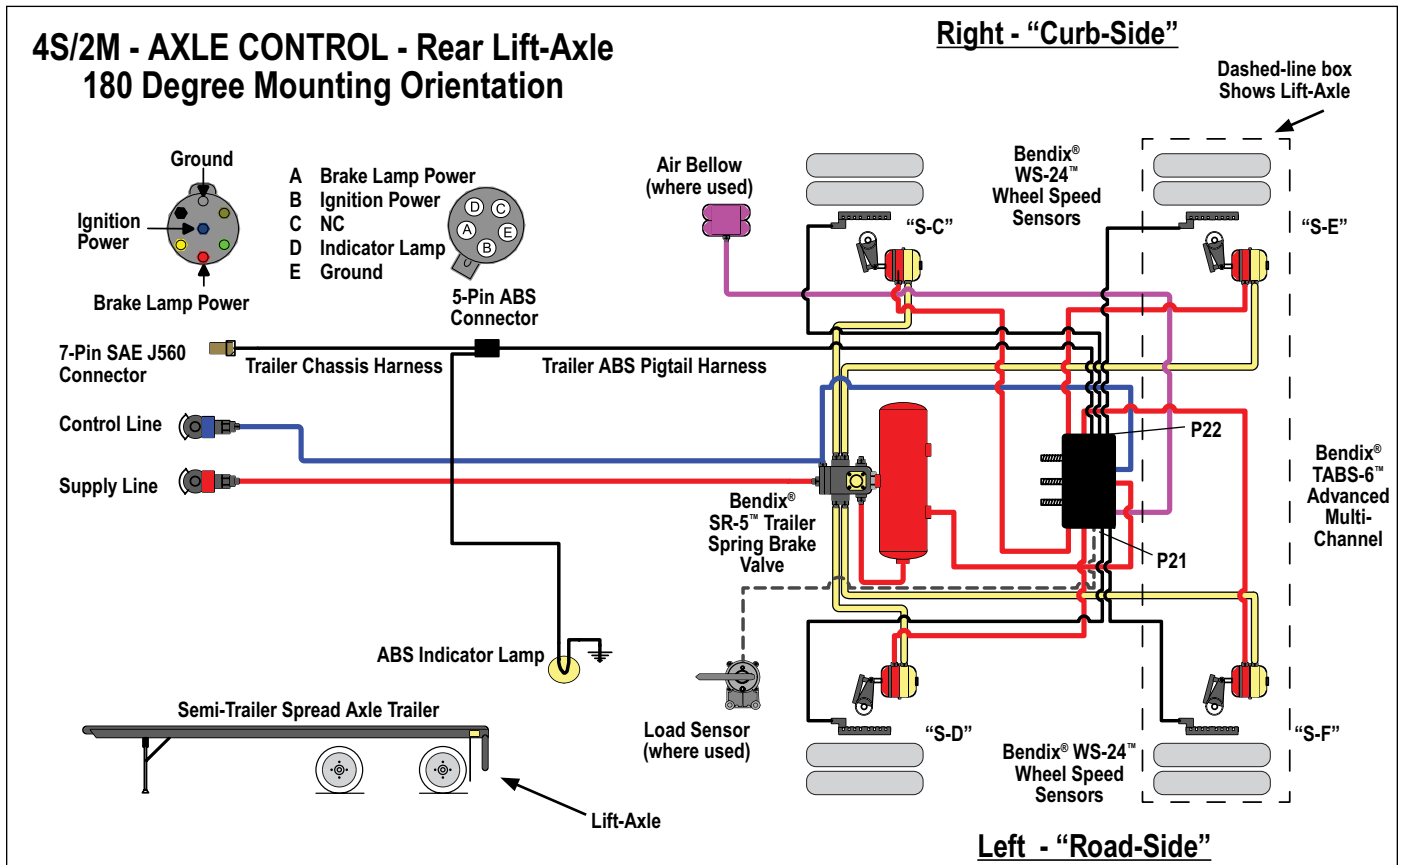 4S/2M - AXLE CONTROL - Rear Lift-Axle
180 Degree Mounting Orientation
Right - “Curb-Side”
Dashed-line box
Shows Lift-Axle
Ground
Ignition
Power
Brake Lamp Power
A Brake Lamp Power
B Ignition Power
C NC
D Indicator Lamp
E Ground
D
C
A
E
B
5-Pin ABS
Connector
Air Bellow
(where used)
“S-C”
Bendix®
WS-24™
Wheel Speed
Sensors
“S-E”
7-Pin SAE J560
Connector
Trailer Chassis Harness
Trailer ABS Pigtail Harness
Control Line
Supply Line
Bendix®
SR-5™ Trailer
Spring Brake
Valve
P22
P21
Bendix®
TABS-6™
Advanced
Multi-
Channel
ABS Indicator Lamp
Load Sensor
(where used)
“S-D”
Bendix® WS-24™
Wheel Speed
Sensors
“S-F”
Semi-Trailer Spread Axle Trailer
Lift-Axle
Left - “Road-Side”